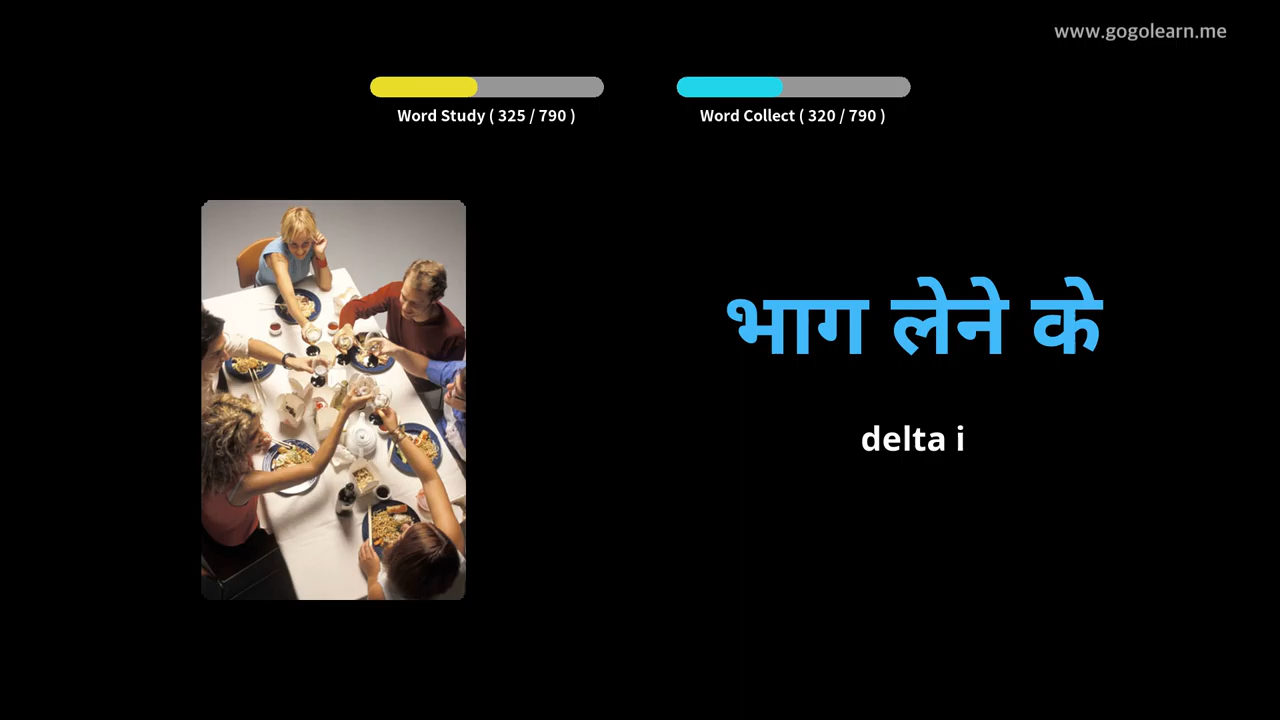 www.gogolearn.me
Word Study ( 325 / 790 )
Word Collect ( 320 / 790 )
भाग लेने के
delta i